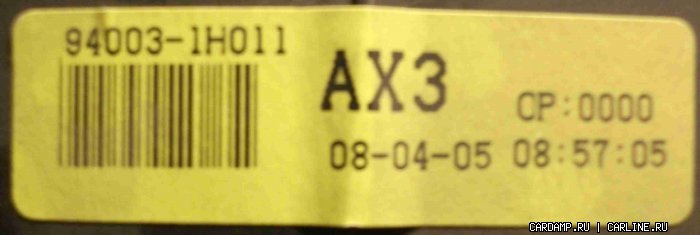 94003-1H011
AX3
CP:0000
08-04-05 08:57:05
CARDAMP.RU | CARLINE.RU